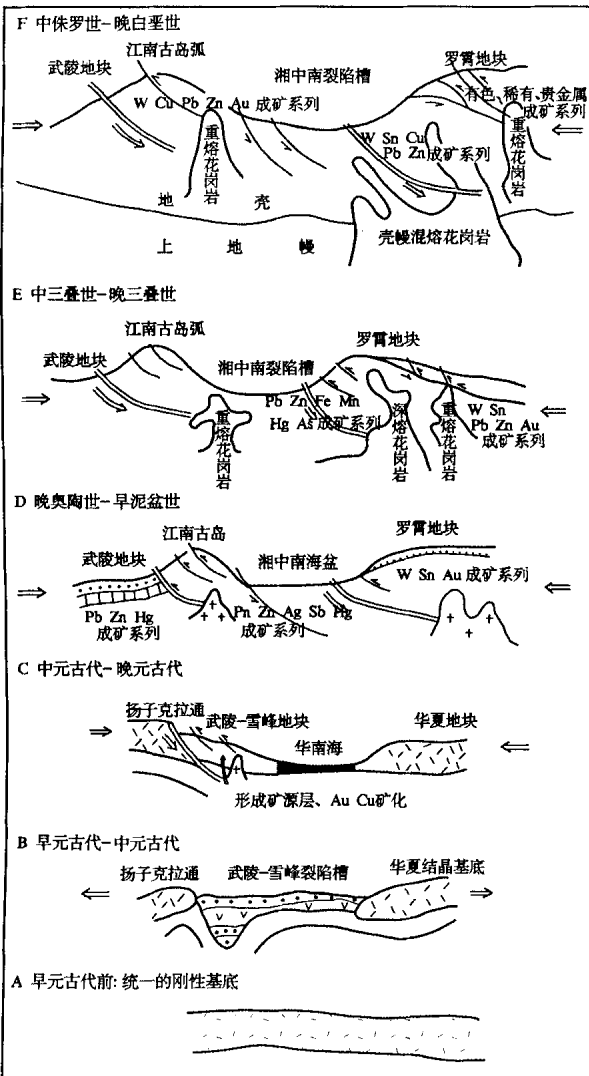 F 中侏罗世-晚白垩世
江南古岛弧
武陵地块
罗霄地块
湘中南裂陷槽
有色、稀有、贵金属
成矿系列
W Cu Pb Zn Au 成矿系列
W Sn Cu
Pb Zn 成矿系列
重熔花岗岩
重熔花岗岩
地 壳
上 地 幔
壳幔混熔花岗岩
E 中三叠世-晚三叠世
江南古岛弧
武陵地块
罗霄地块
湘中南裂陷槽
Pb Zn Fe Mn
Hg As 成矿系列
重熔花岗岩
深熔花岗岩
重熔花岗岩
W Sn
Pb Zn Au
成矿系列
D 晚奥陶世-早泥盆世
江南古岛
罗霄地块
武陵地块
湘中南海盆
W Sn Au 成矿系列
Pb Zn Hg
成矿系列
Pn Zn Ag Sb Hg
成矿系列
C 中元古代-晚元古代
扬子克拉通
武陵-雪峰地块
华夏地块
华南海
形成矿源层、Au Cu矿化
B 早元古代-中元古代
扬子克拉通
武陵-雪峰裂陷槽
华夏结晶基底
A 早元古代前: 统一的刚性基底